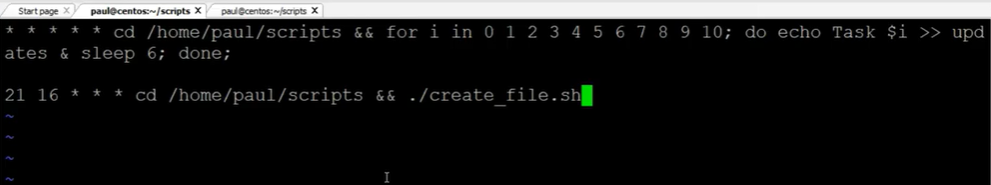 Start page X paul@centos:~/scripts X paul@centos:~/scripts X
* * * * * cd /home/paul/scripts && for i in 0 1 2 3 4 5 6 7 8 9 10; do echo Task $i >> upd
ates & sleep 6; done;
21 16 * * * cd /home/paul/scripts && ./create_file.sh
~
~
~
~